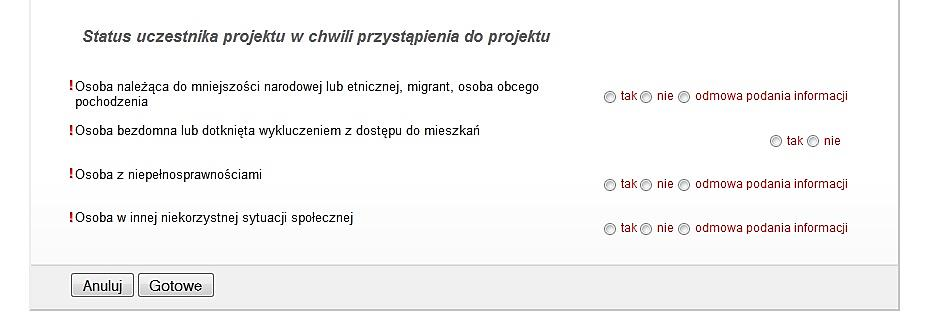 Status uczestnika projektu w chwili przystąpienia do projektu
!Osoba należąca do mniejszości narodowej lub etnicznej, migrant, osoba obcego
pochodzenia
tak nie odmowa podania informacji
!Osoba bezdomna lub dotknięta wykluczeniem z dostępu do mieszkań
tak nie
!Osoba z niepełnosprawnościami
tak nie odmowa podania informacji
!Osoba w innej niekorzystnej sytuacji społecznej
tak nie odmowa podania informacji
Anuluj Gotowe